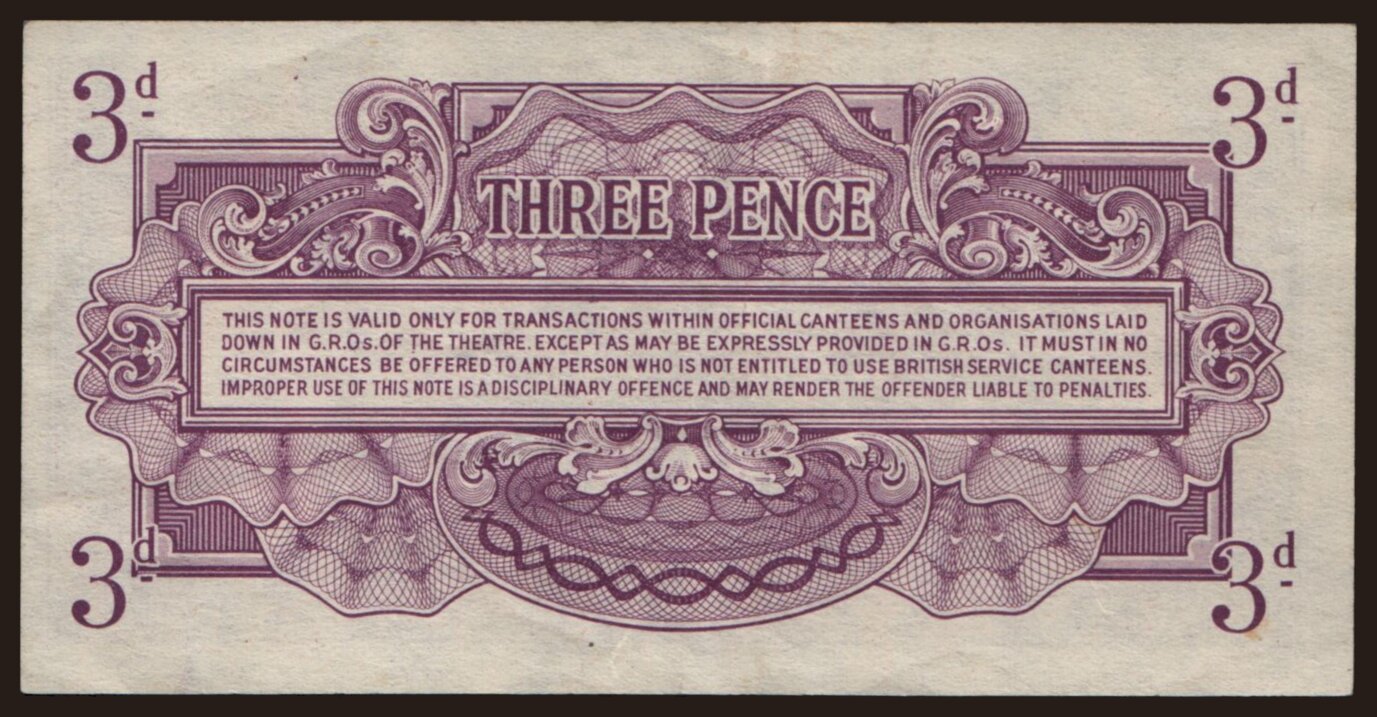 3d
3d
THREE PENCE
THIS NOTE IS VALID ONLY FOR TRANSACTIONS WITHIN OFFICIAL CANTEENS AND ORGANISATIONS LAID
DOWN IN G.R.Os. OF THE THEATRE. EXCEPT AS MAY BE EXPRESSLY PROVIDED IN G.R.Os. IT MUST IN NO
CIRCUMSTANCES BE OFFERED TO ANY PERSON WHO IS NOT ENTITLED TO USE BRITISH SERVICE CANTEENS.
IMPROPER USE OF THIS NOTE IS A DISCIPLINARY OFFENCE AND MAY RENDER THE OFFENDER LIABLE TO PENALTIES.
3d
3d